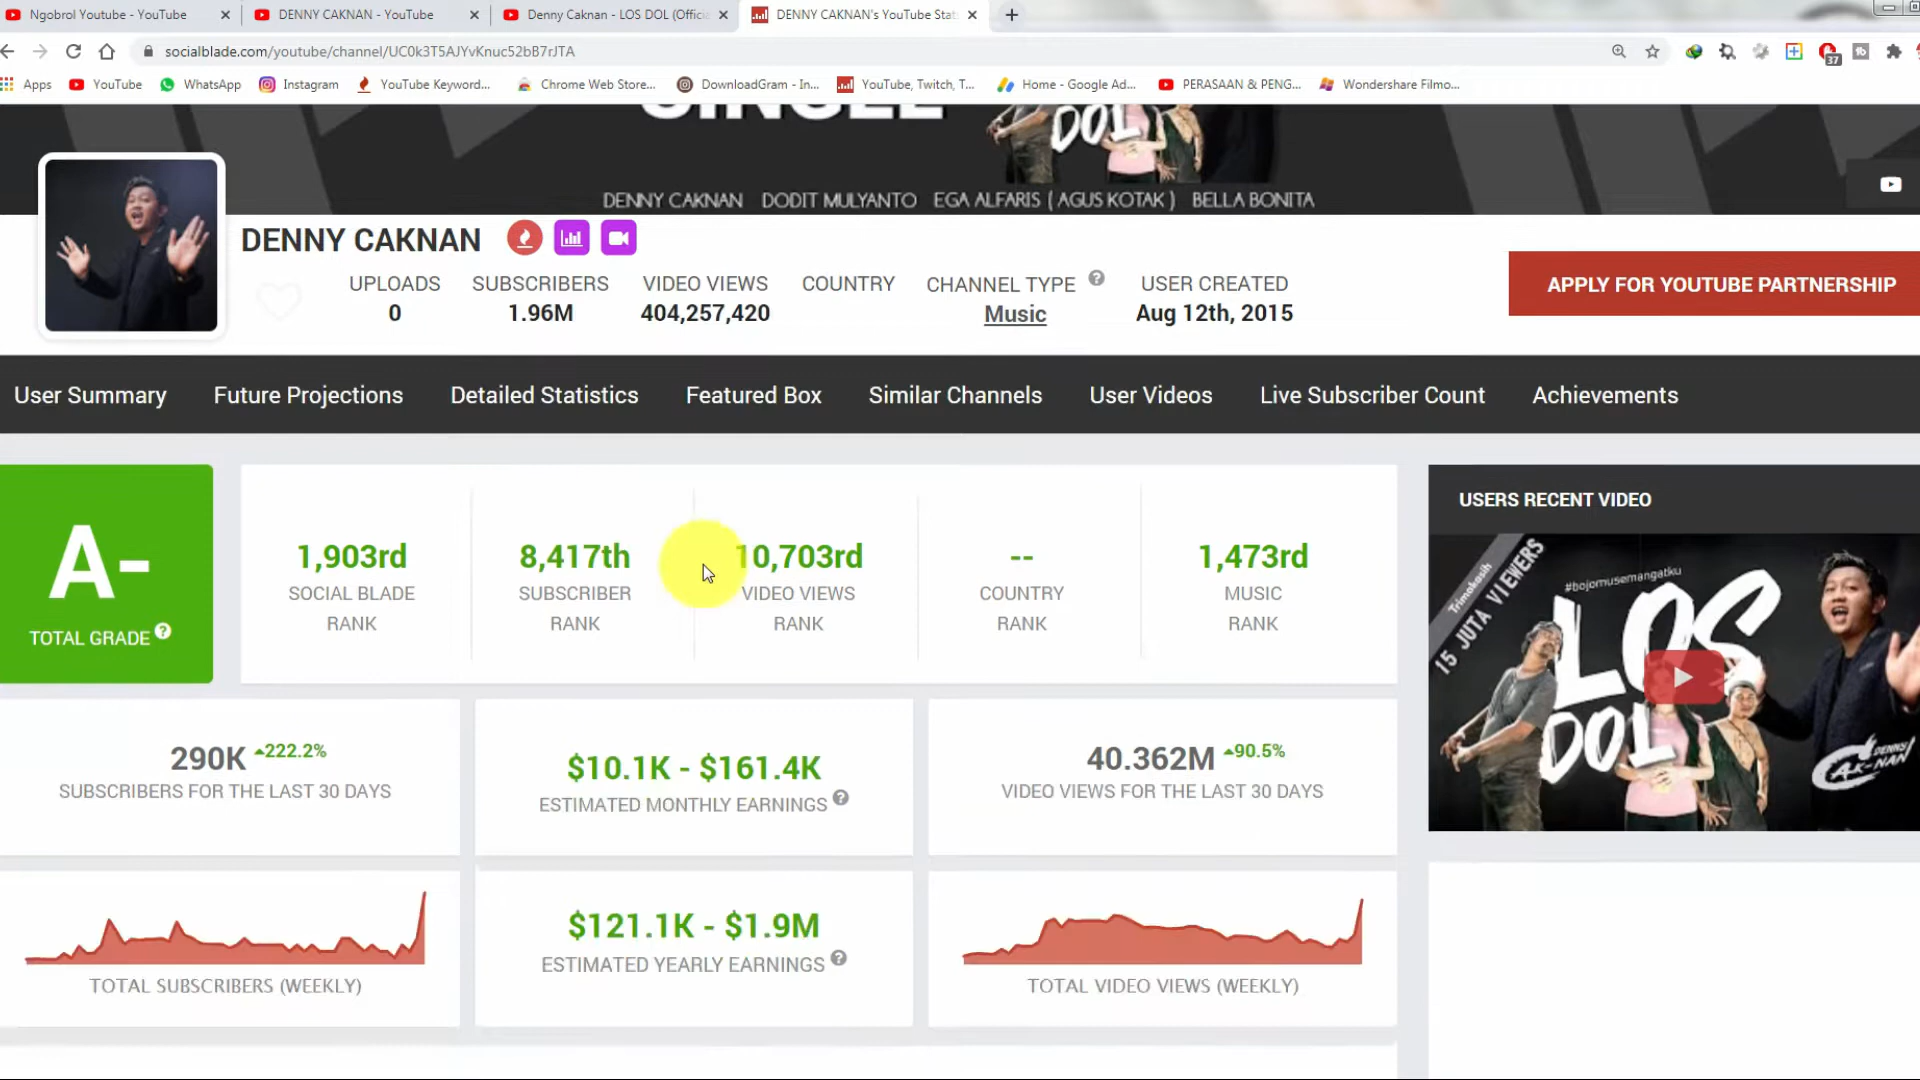 Ngobrol Youtube - YouTube
DENNY CAKNAN - YouTube
Denny Caknan - LOS DOL (Offici
DENNY CAKNAN's YouTube Stat
socialblade.com/youtube/channel/UC0k3T5AJYvKnuc52bB7rJTA
37
Apps
YouTube
WhatsApp
Instagram
YouTube Keyword...
Chrome Web Store...
DownloadGram - In...
YouTube, Twitch, T...
Home - Google Ad...
PERASAAN & PENG...
Wondershare Filmo...
SINGLE
DOL
DENNY CAKNAN DODIT MULYANTO EGA ALFARIS ( AGUS KOTAK ) BELLA BONITA
DENNY CAKNAN
UPLOADS
0
SUBSCRIBERS
1.96M
VIDEO VIEWS
404,257,420
COUNTRY
CHANNEL TYPE ?
Music
USER CREATED
Aug 12th, 2015
APPLY FOR YOUTUBE PARTNERSHIP
User Summary
Future Projections
Detailed Statistics
Featured Box
Similar Channels
User Videos
Live Subscriber Count
Achievements
A-
TOTAL GRADE ?
1,903rd
SOCIAL BLADE
RANK
8,417th
SUBSCRIBER
RANK
10,703rd
VIDEO VIEWS
RANK
--
COUNTRY
RANK
1,473rd
MUSIC
RANK
USERS RECENT VIDEO
Trimakasih
15 JUTA VIEWERS
#bojomusemangatku
LOS
DOL
DENNY
CAK-NAN
290K 222.2%
SUBSCRIBERS FOR THE LAST 30 DAYS
$10.1K - $161.4K
ESTIMATED MONTHLY EARNINGS ?
40.362M 90.5%
VIDEO VIEWS FOR THE LAST 30 DAYS
TOTAL SUBSCRIBERS (WEEKLY)
$121.1K - $1.9M
ESTIMATED YEARLY EARNINGS ?
TOTAL VIDEO VIEWS (WEEKLY)